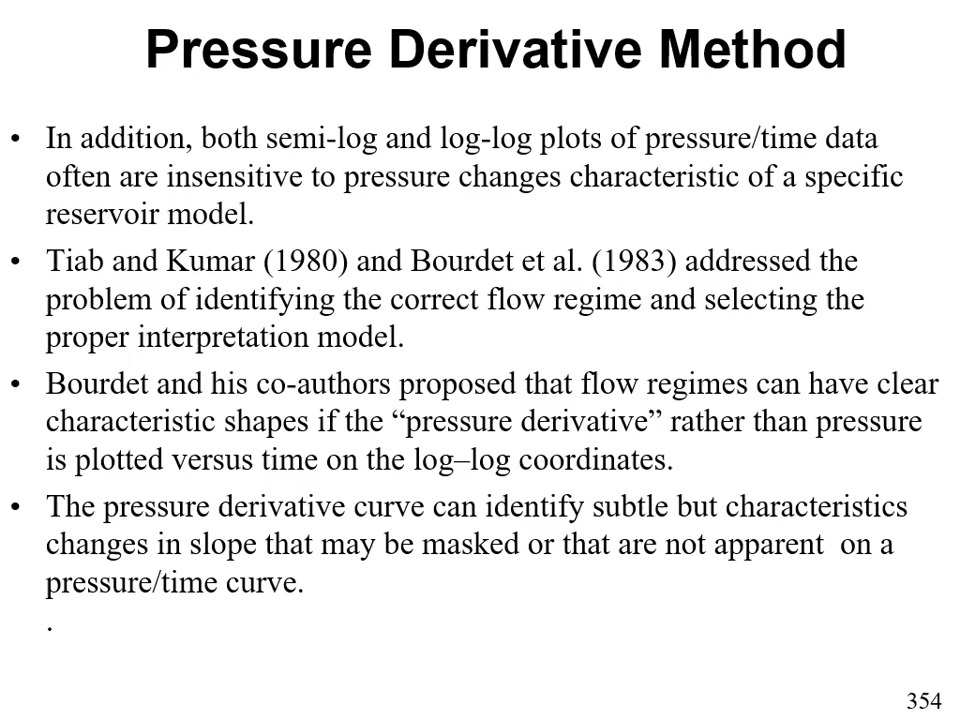 Pressure Derivative Method
• In addition, both semi-log and log-log plots of pressure/time data
often are insensitive to pressure changes characteristic of a specific
reservoir model.
• Tiab and Kumar (1980) and Bourdet et al. (1983) addressed the
problem of identifying the correct flow regime and selecting the
proper interpretation model.
• Bourdet and his co-authors proposed that flow regimes can have clear
characteristic shapes if the “pressure derivative” rather than pressure
is plotted versus time on the log–log coordinates.
• The pressure derivative curve can identify subtle but characteristics
changes in slope that may be masked or that are not apparent  on a
pressure/time curve.
.
354